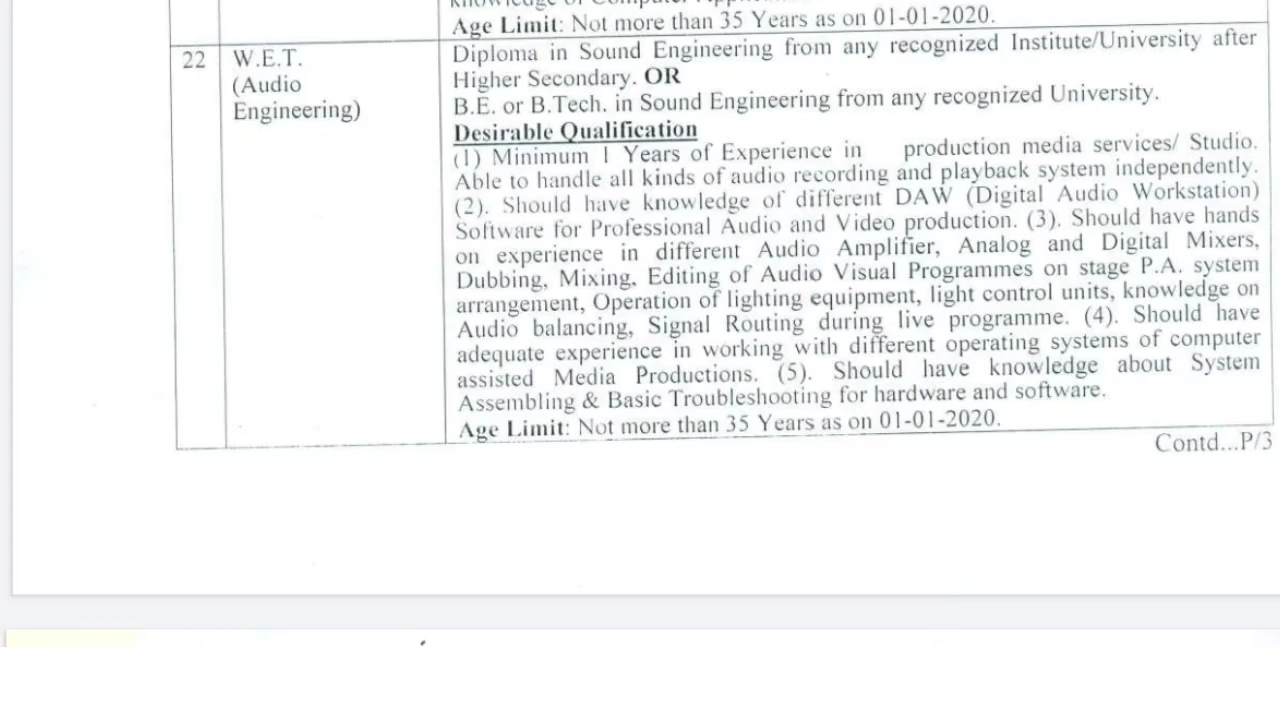 Age Limit: Not more than 35 Years as on 01-01-2020.
22 W.E.T. (Audio Engineering)
Diploma in Sound Engineering from any recognized Institute/University after
Higher Secondary. OR
B.E. or B.Tech. in Sound Engineering from any recognized University.
Desirable Qualification
(1) Minimum 1 Years of Experience in production media services/ Studio.
Able to handle all kinds of audio recording and playback system independently.
(2). Should have knowledge of different DAW (Digital Audio Workstation)
Software for Professional Audio and Video production. (3). Should have hands
on experience in different Audio Amplifier, Analog and Digital Mixers,
Dubbing, Mixing, Editing of Audio Visual Programmes on stage P.A. system
arrangement, Operation of lighting equipment, light control units, knowledge on
Audio balancing, Signal Routing during live programme. (4). Should have
adequate experience in working with different operating systems of computer
assisted Media Productions. (5). Should have knowledge about System
Assembling & Basic Troubleshooting for hardware and software.
Age Limit: Not more than 35 Years as on 01-01-2020.
Contd...P/3